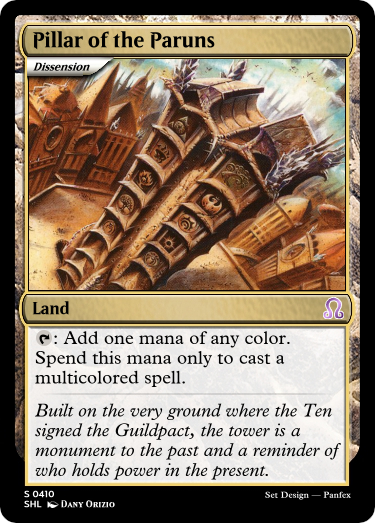 Pillar of the Paruns
Dissension
Land
: Add one mana of any color.
Spend this mana only to cast a
multicolored spell.
Built on the very ground where the Ten
signed the Guildpact, the tower is a
monument to the past and a reminder of
who holds power in the present.
S 0410
SHL Dany Orizio
Set Design — Panfex